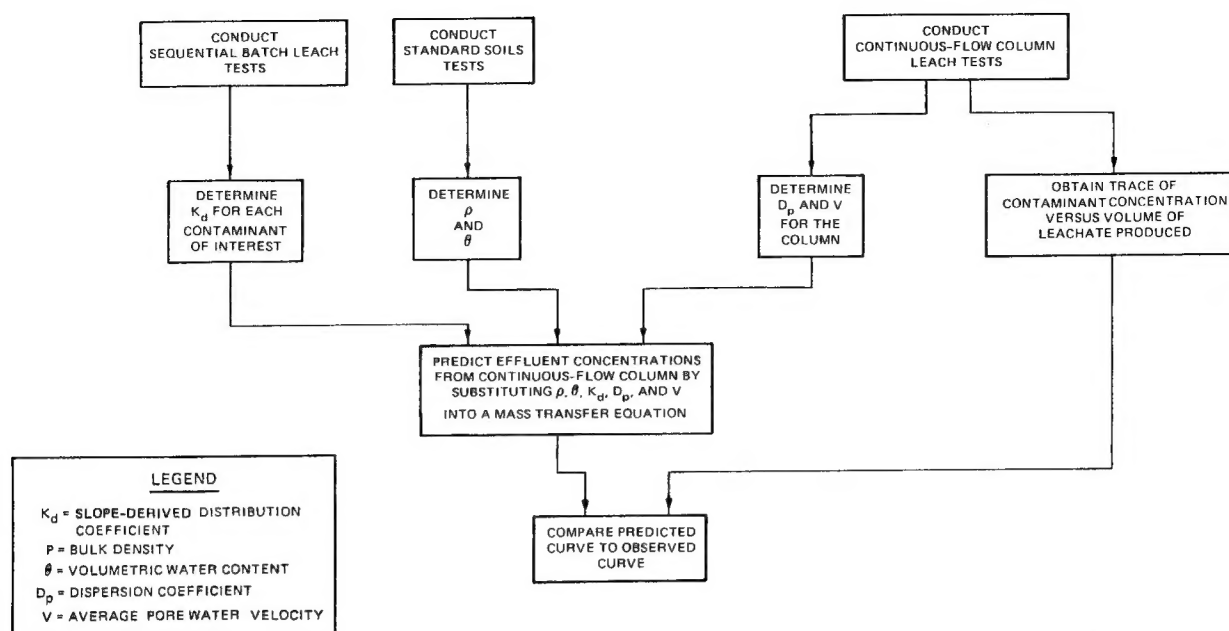 CONDUCT
SEQUENTIAL BATCH LEACH
TESTS
CONDUCT
STANDARD SOILS
TESTS
CONDUCT
CONTINUOUS-FLOW COLUMN
LEACH TESTS
DETERMINE
Kd FOR EACH
CONTAMINANT
OF INTEREST
DETERMINE
ρ
AND
θ
DETERMINE
Dp AND V
FOR THE
COLUMN
OBTAIN TRACE OF
CONTAMINANT CONCENTRATION
VERSUS VOLUME OF
LEACHATE PRODUCED
PREDICT EFFLUENT CONCENTRATIONS
FROM CONTINUOUS-FLOW COLUMN BY
SUBSTITUTING ρ, θ, Kd, Dp, AND V
INTO A MASS TRANSFER EQUATION
COMPARE PREDICTED
CURVE TO OBSERVED
CURVE
LEGEND
Kd = SLOPE-DERIVED DISTRIBUTION
COEFFICIENT
P = BULK DENSITY
θ = VOLUMETRIC WATER CONTENT
Dp = DISPERSION COEFFICIENT
V = AVERAGE PORE WATER VELOCITY